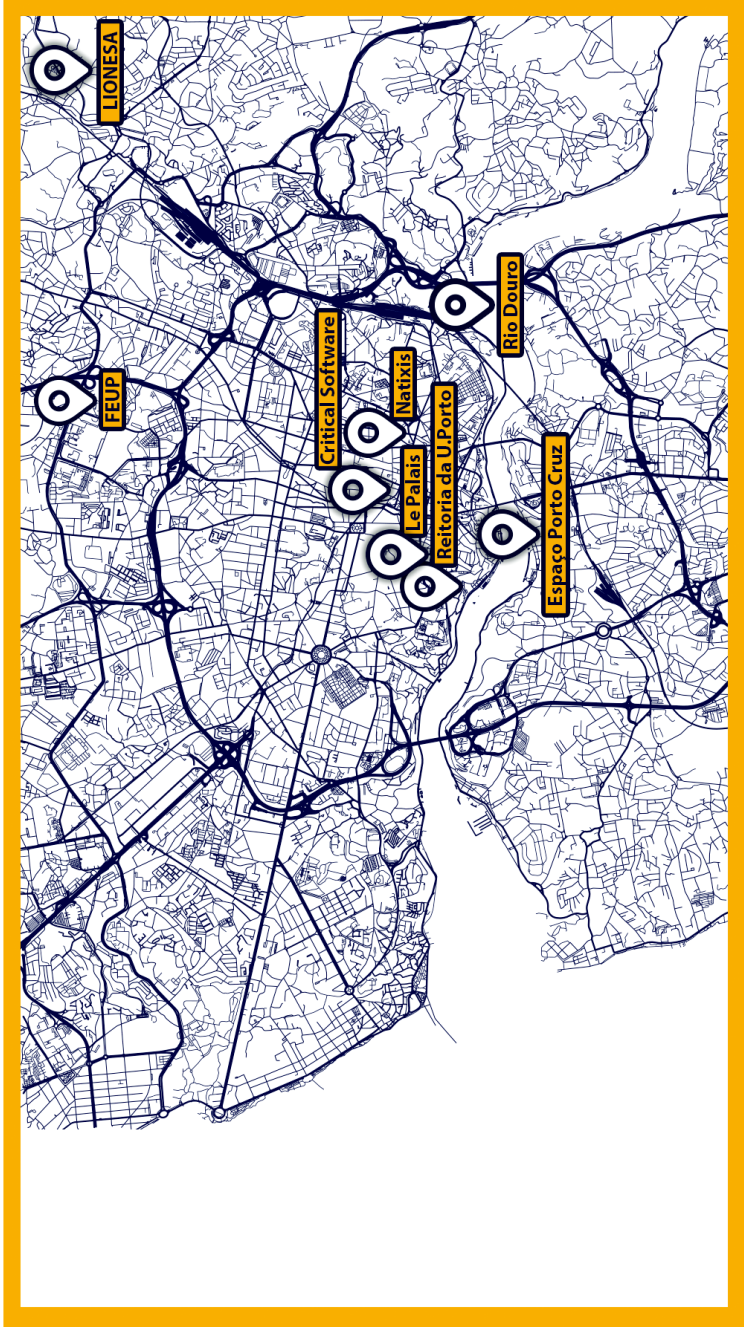 LIONESA
FEUP
Critical Software
Natixis
Le Palais
Reitoria da U.Porto
Rio Douro
Espaço Porto Cruz